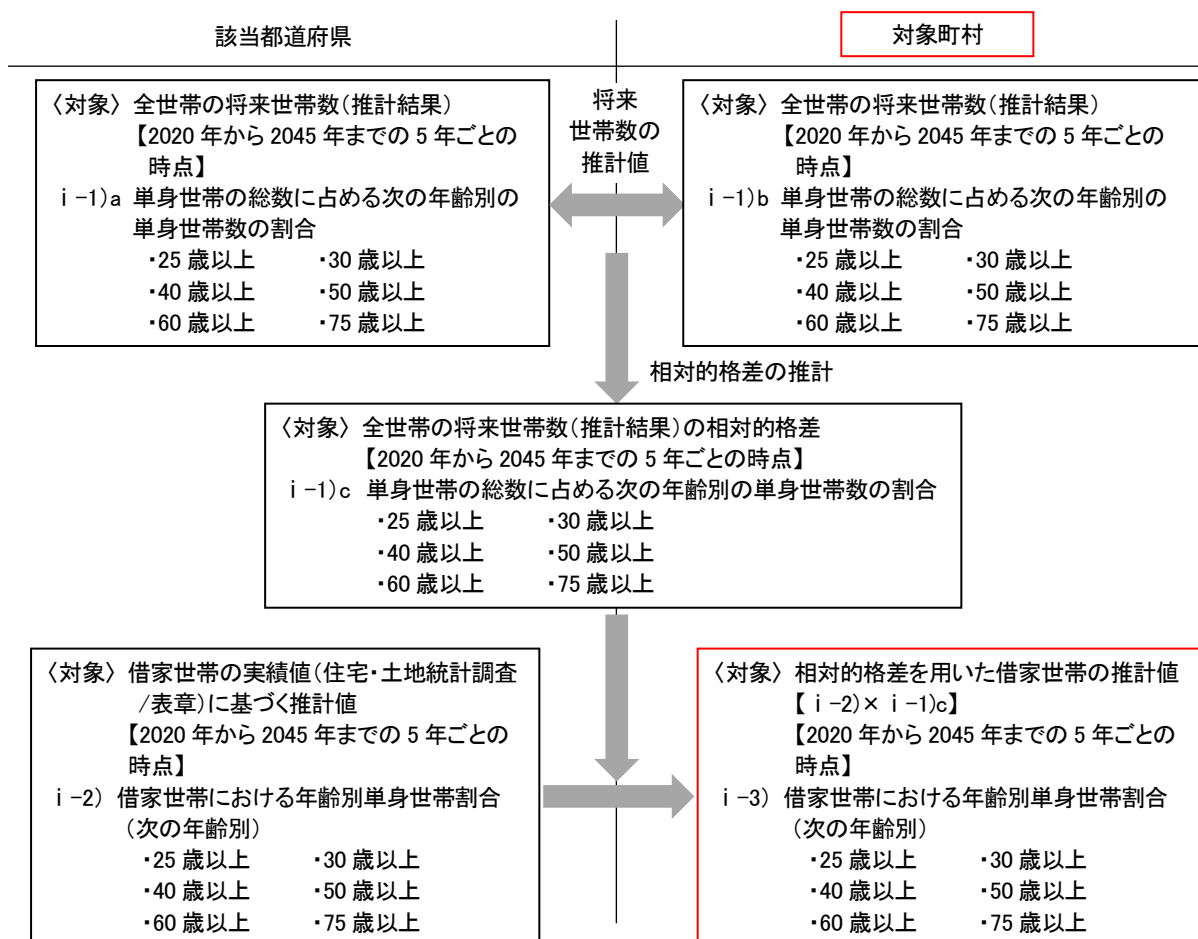 該当都道府県
対象町村
〈対象〉 全世帯の将来世帯数(推計結果)
【2020 年から 2045 年までの 5 年ごとの
時点】
ⅰ-1)a 単身世帯の総数に占める次の年齢別の
単身世帯数の割合
・25 歳以上 ・30 歳以上
・40 歳以上 ・50 歳以上
・60 歳以上 ・75 歳以上
将来
世帯数の
推計値
〈対象〉 全世帯の将来世帯数(推計結果)
【2020 年から 2045 年までの 5 年ごとの
時点】
ⅰ-1)b 単身世帯の総数に占める次の年齢別の
単身世帯数の割合
・25 歳以上 ・30 歳以上
・40 歳以上 ・50 歳以上
・60 歳以上 ・75 歳以上
相対的格差の推計
〈対象〉 全世帯の将来世帯数(推計結果)の相対的格差
【2020 年から 2045 年までの 5 年ごとの時点】
ⅰ-1)c 単身世帯の総数に占める次の年齢別の単身世帯数の割合
・25 歳以上 ・30 歳以上
・40 歳以上 ・50 歳以上
・60 歳以上 ・75 歳以上
〈対象〉 借家世帯の実績値(住宅・土地統計調査
/表章)に基づく推計値
【2020 年から 2045 年までの 5 年ごとの
時点】
ⅰ-2) 借家世帯における年齢別単身世帯割合
(次の年齢別)
・25 歳以上 ・30 歳以上
・40 歳以上 ・50 歳以上
・60 歳以上 ・75 歳以上
〈対象〉 相対的格差を用いた借家世帯の推計値
【ⅰ-2)×ⅰ-1)c】
【2020 年から 2045 年までの 5 年ごとの
時点】
ⅰ-3) 借家世帯における年齢別単身世帯割合
(次の年齢別)
・25 歳以上 ・30 歳以上
・40 歳以上 ・50 歳以上
・60 歳以上 ・75 歳以上